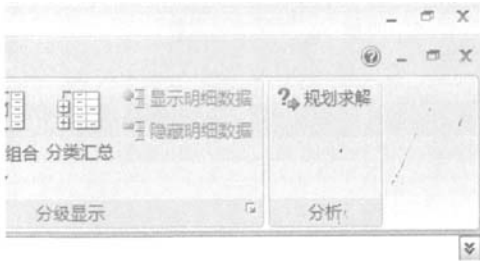 显示明细数据
隐藏明细数据
组合 分类汇总
分级显示
?规划求解
分析